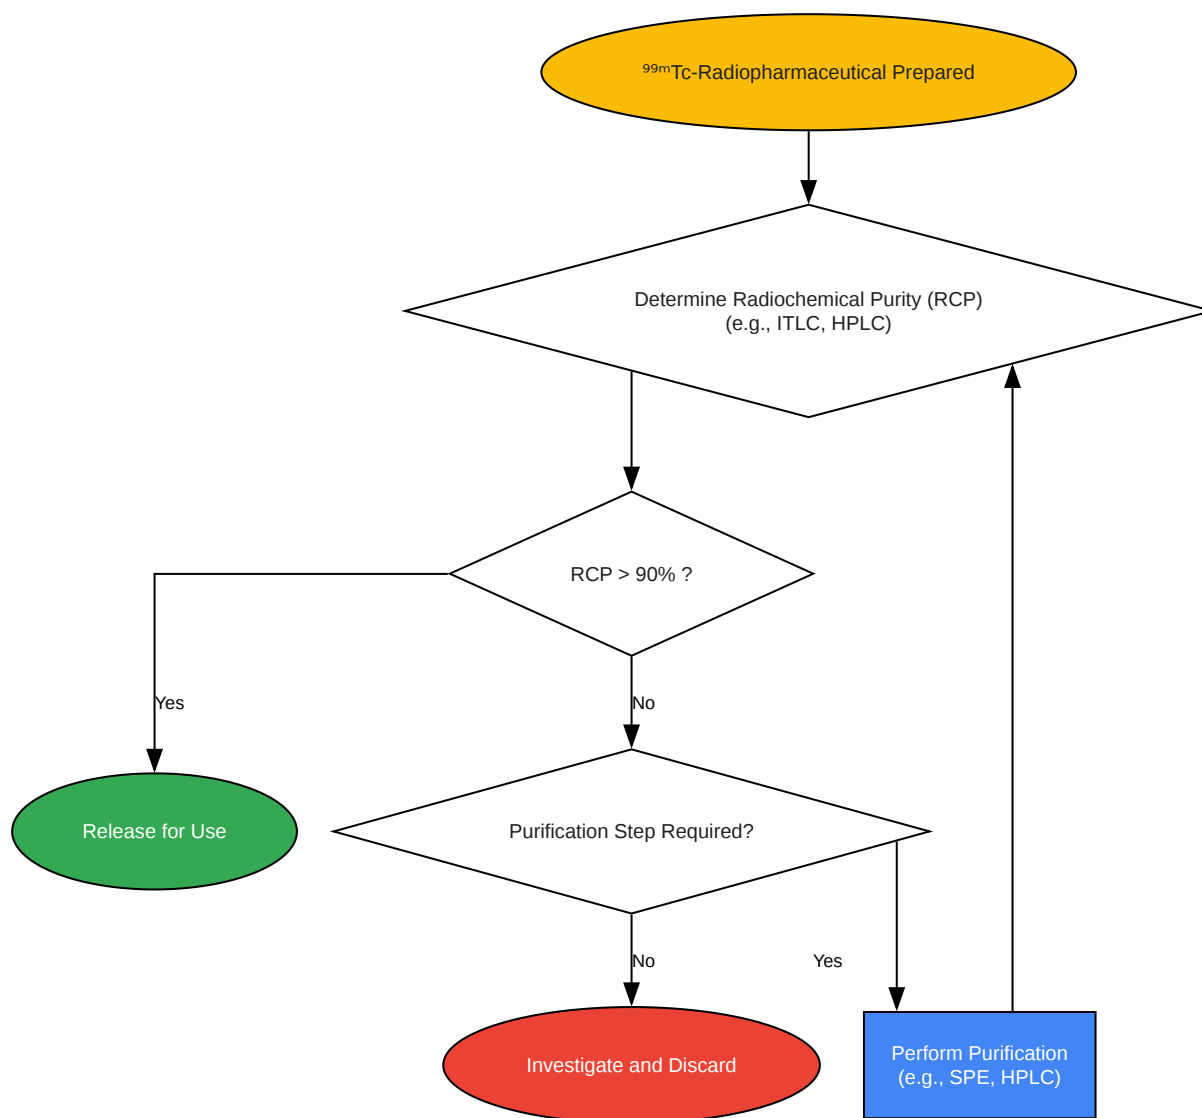 ⁹⁹ᵐTc-Radiopharmaceutical Prepared
Determine Radiochemical Purity (RCP)
(e.g., ITLC, HPLC)
RCP > 90% ?
Yes
No
Release for Use
Purification Step Required?
No
Yes
Investigate and Discard
Perform Purification
(e.g., SPE, HPLC)